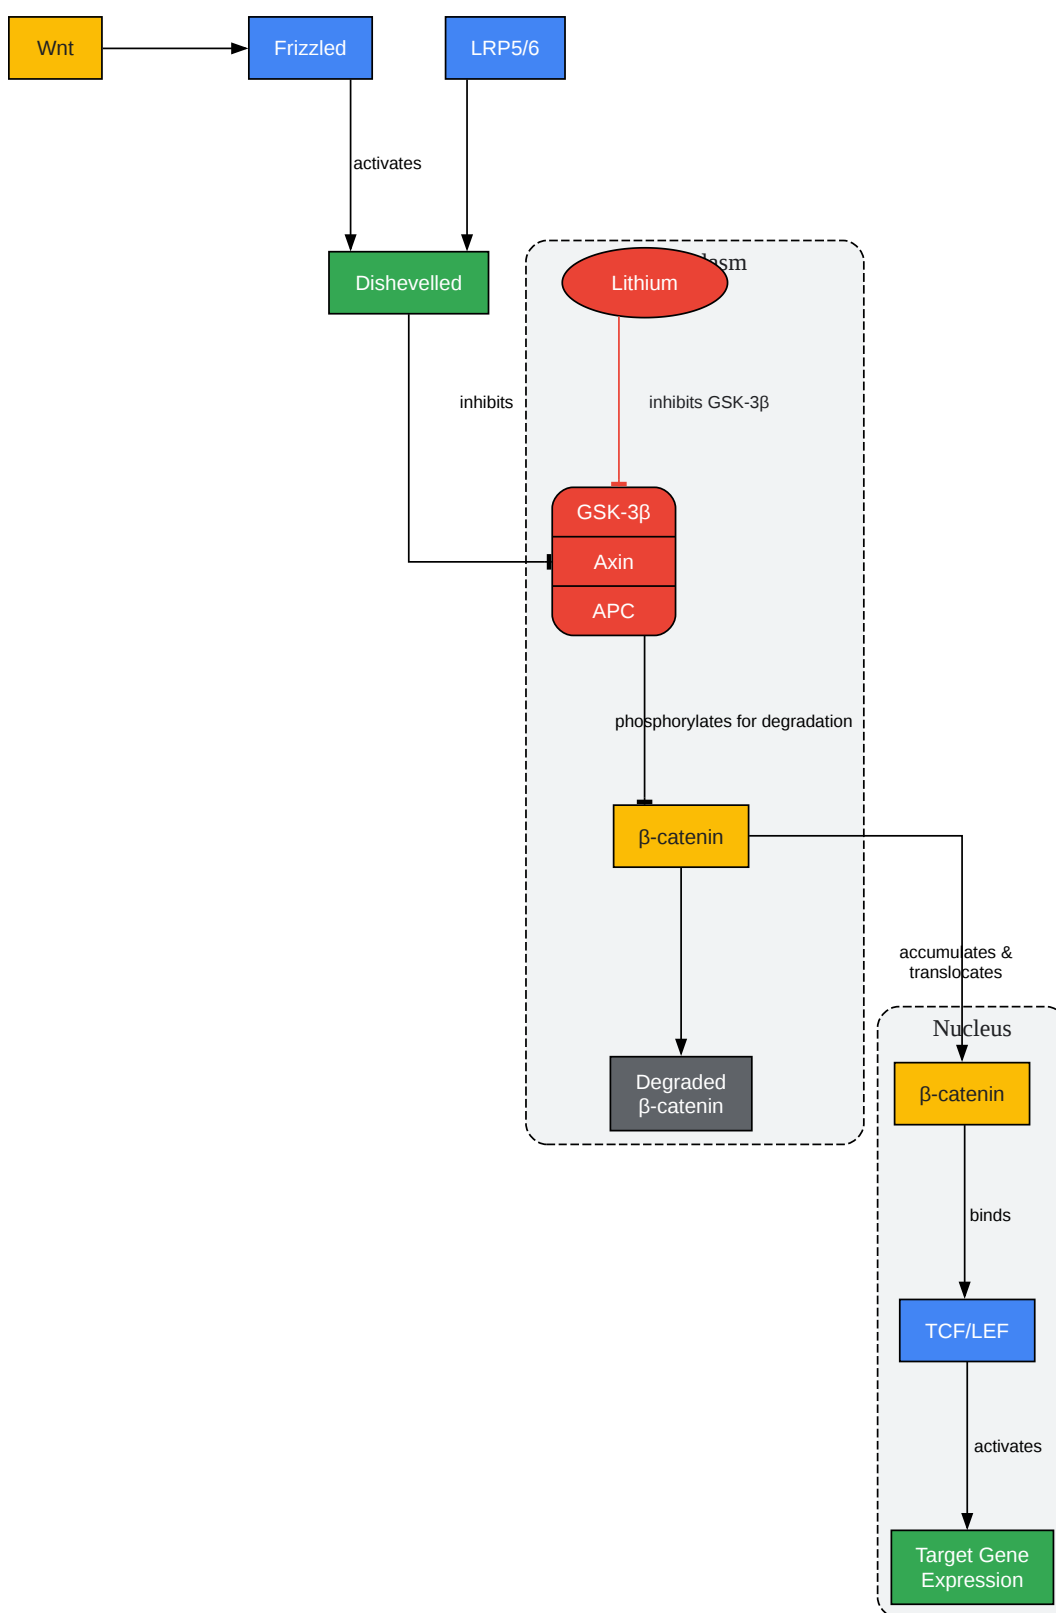 Wnt
Frizzled
LRP5/6
activates
Dishevelled
Lithium
inhibits
inhibits GSK-3β
GSK-3β
Axin
APC
phosphorylates for degradation
β-catenin
accumulates &
translocates
Nucleus
Degraded
β-catenin
β-catenin
binds
TCF/LEF
activates
Target Gene
Expression